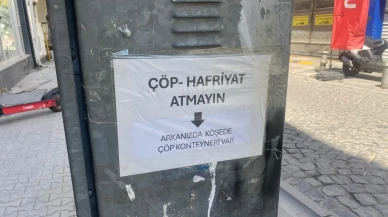 ÇÖP- HAFRİYAT
ATMAYIN
ARKANIZDA KÖŞEDE
ÇÖP KONTEYNERİ VAR